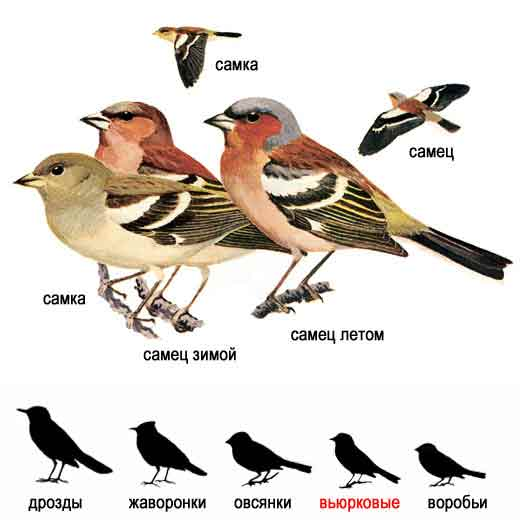 самка
самец
самка
самец летом
самец зимой
дрозды жаворонки овсянки вьюрковые воробьи